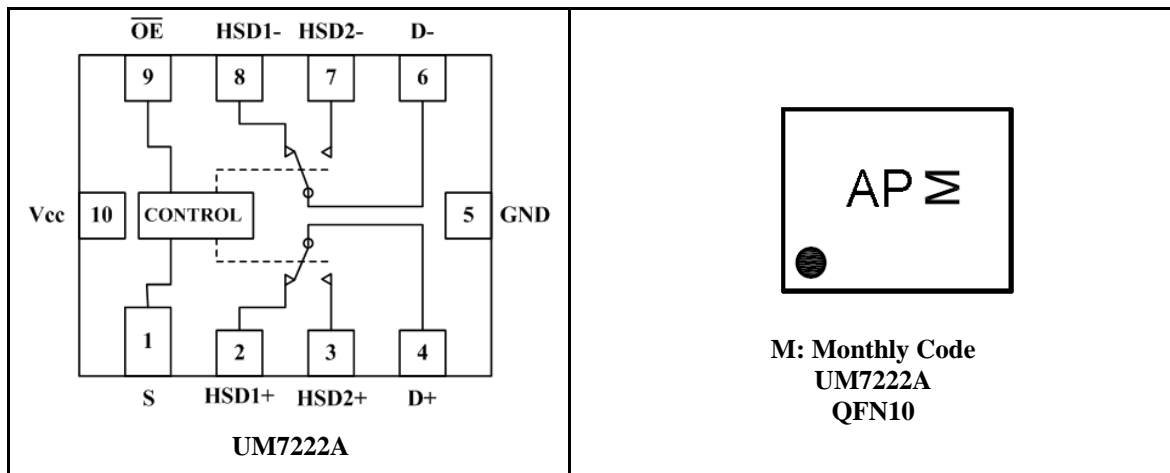 OE HSD1- HSD2- D-
9 8 7 6
Vcc 10 CONTROL 5 GND
1 2 3 4
S HSD1+ HSD2+ D+
UM7222A
AP M
M: Monthly Code
UM7222A
QFN10